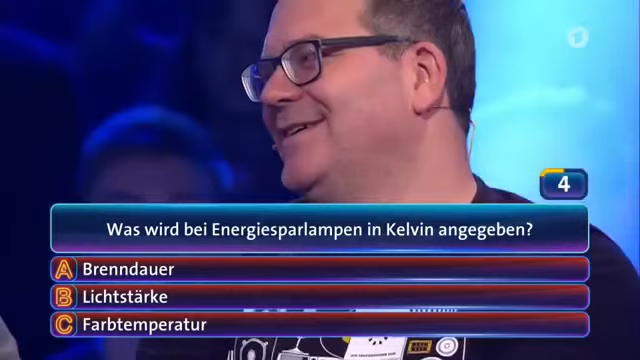 4
Was wird bei Energiesparlampen in Kelvin angegeben?
A Brenndauer
B Lichtstärke
C Farbtemperatur